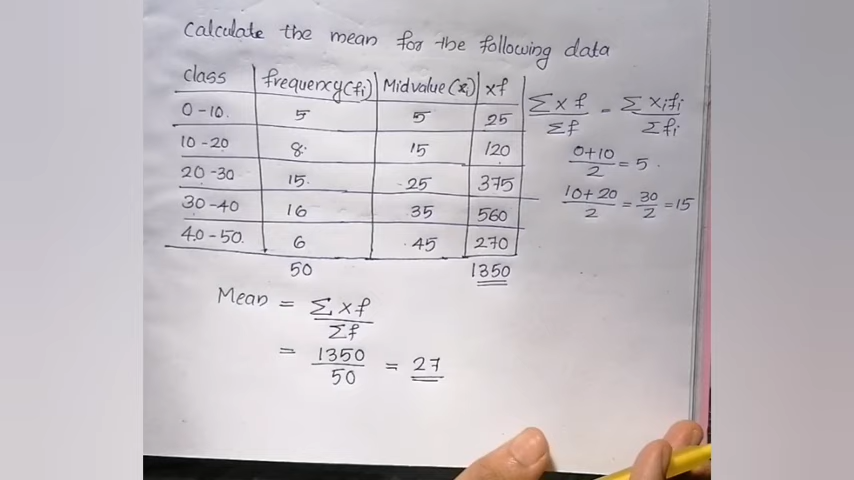 Calculate the mean for the following data
class frequency(fi) Midvalue(xi) xf
0-10. 5 5 25
10-20 8. 15 120
20-30 15. 25 375
30-40 16 35 560
40-50. 6 45 270
50 1350
Σxf/Σf = Σxifi/Σfi
0+10/2 = 5
10+20/2 = 30/2 = 15
Mean = Σxf/Σf
= 1350/50 = 27